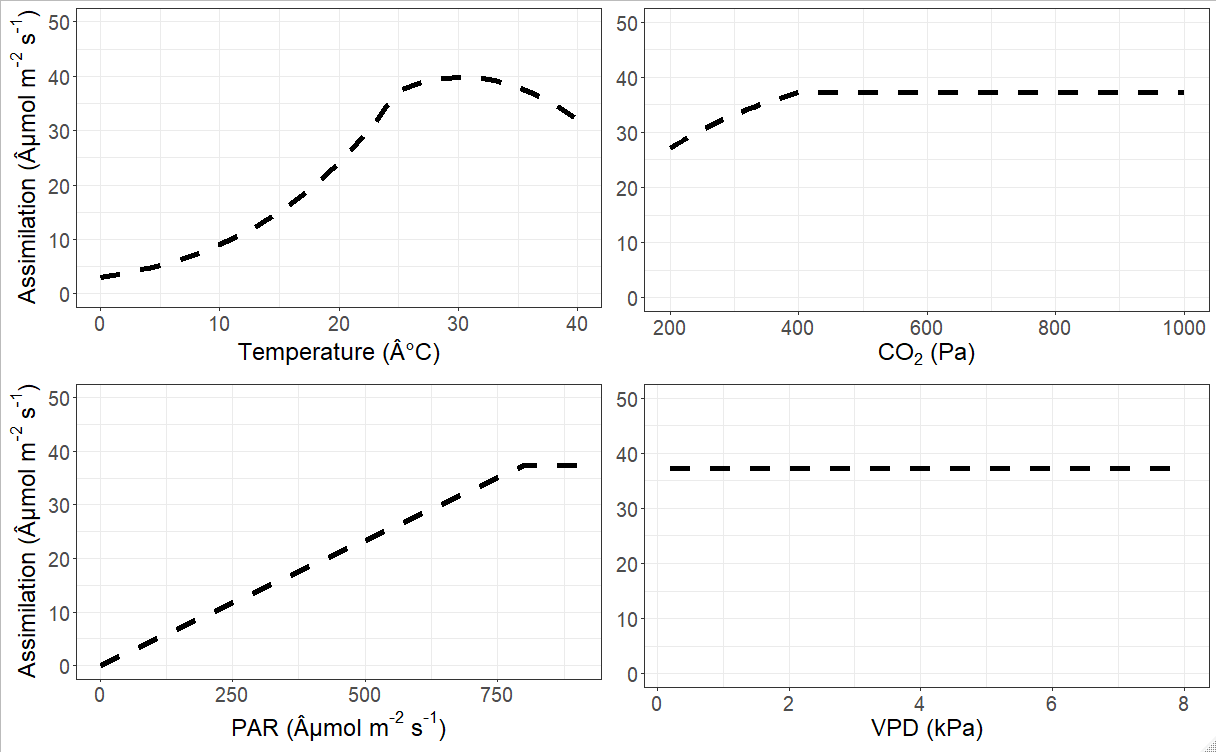 Assimilation (Âµmol m⁻² s⁻¹)
50
40
30
20
10
0
0 10 20 30 40
Temperature (Â°C)
50
40
30
20
10
0
200 400 600 800 1000
CO₂ (Pa)
Assimilation (Âµmol m⁻² s⁻¹)
50
40
30
20
10
0
0 250 500 750
PAR (Âµmol m⁻² s⁻¹)
50
40
30
20
10
0
0 2 4 6 8
VPD (kPa)